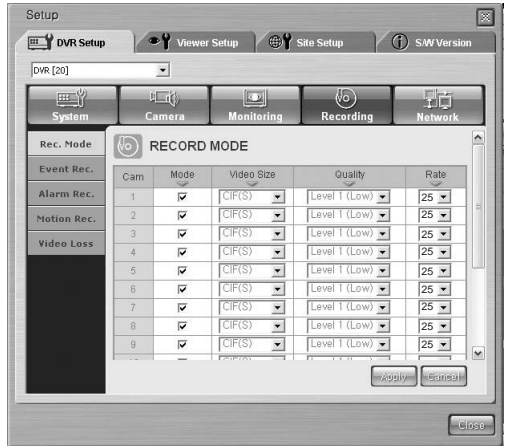 Setup
DVR Setup Viewer Setup Site Setup S/W Version
DVR [20]
System Camera Monitoring Recording Network
Rec. Mode
Event Rec.
Alarm Rec.
Motion Rec.
Video Loss
RECORD MODE
Cam Mode Video Size Quality Rate
1 CIF(S) Level 1 (Low) 25
2 CIF(S) Level 1 (Low) 25
3 CIF(S) Level 1 (Low) 25
4 CIF(S) Level 1 (Low) 25
5 CIF(S) Level 1 (Low) 25
6 CIF(S) Level 1 (Low) 25
7 CIF(S) Level 1 (Low) 25
8 CIF(S) Level 1 (Low) 25
9 CIF(S) Level 1 (Low) 25
Apply Cancel
Close